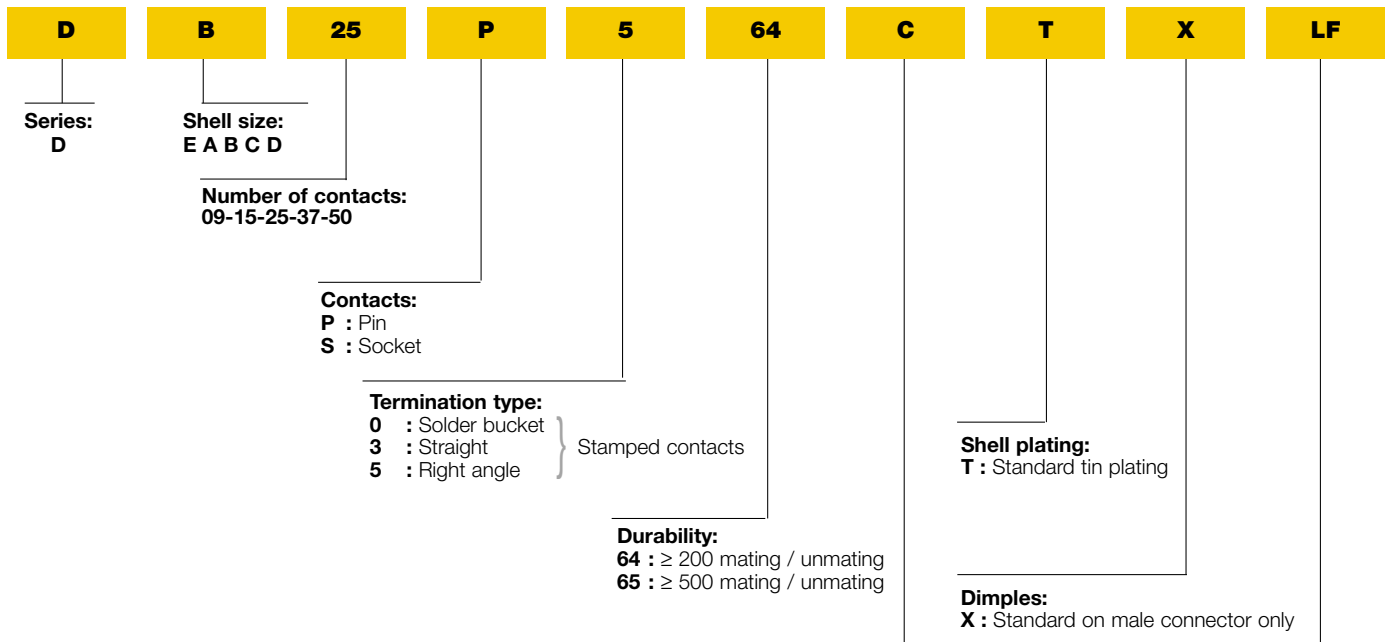 D B 25 P 5 64 C T X LF
Series:
D
Shell size:
E A B C D
Number of contacts:
09-15-25-37-50
Contacts:
P : Pin
S : Socket
Termination type:
0 : Solder bucket
3 : Straight
5 : Right angle
Stamped contacts
Shell plating:
T : Standard tin plating
Durability:
64 : ≥ 200 mating / unmating
65 : ≥ 500 mating / unmating
Dimples:
X : Standard on male connector only